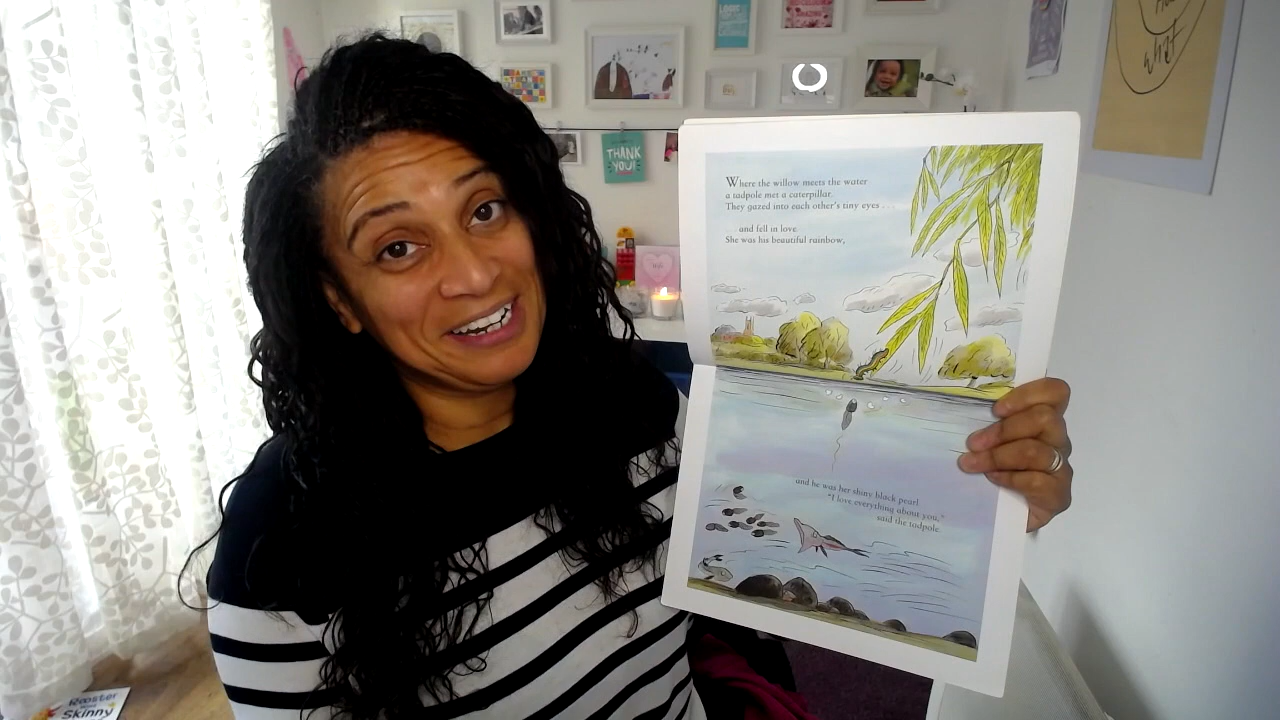 Where the willow meets the water
a tadpole met a caterpillar.
They gazed into each other's tiny eyes . . .
. . . and fell in love.
She was his beautiful rainbow,
and he was her shiny black pearl.
"I love everything about you,"
said the tadpole.
THANK
YOU!
what
Rooster
Skinny